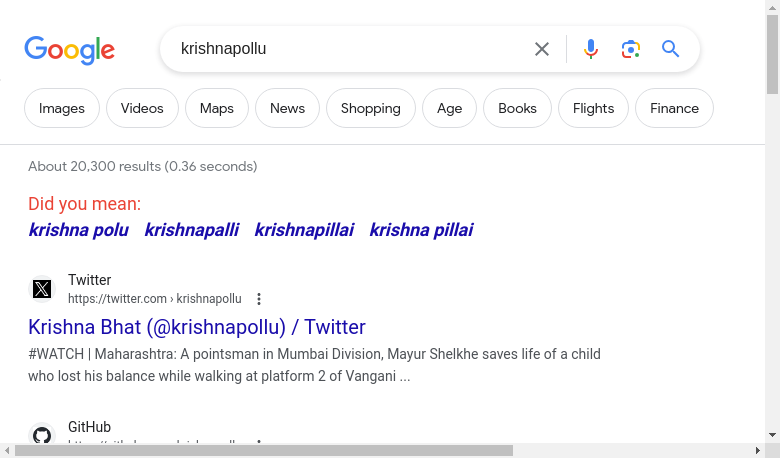 Google
krishnapollu
Images Videos Maps News Shopping Age Books Flights Finance
About 20,300 results (0.36 seconds)
Did you mean:
krishna polu krishnapalli krishnapillai krishna pillai
Twitter
https://twitter.com › krishnapollu
Krishna Bhat (@krishnapollu) / Twitter
#WATCH | Maharashtra: A pointsman in Mumbai Division, Mayur Shelkhe saves life of a child
who lost his balance while walking at platform 2 of Vangani ...
GitHub